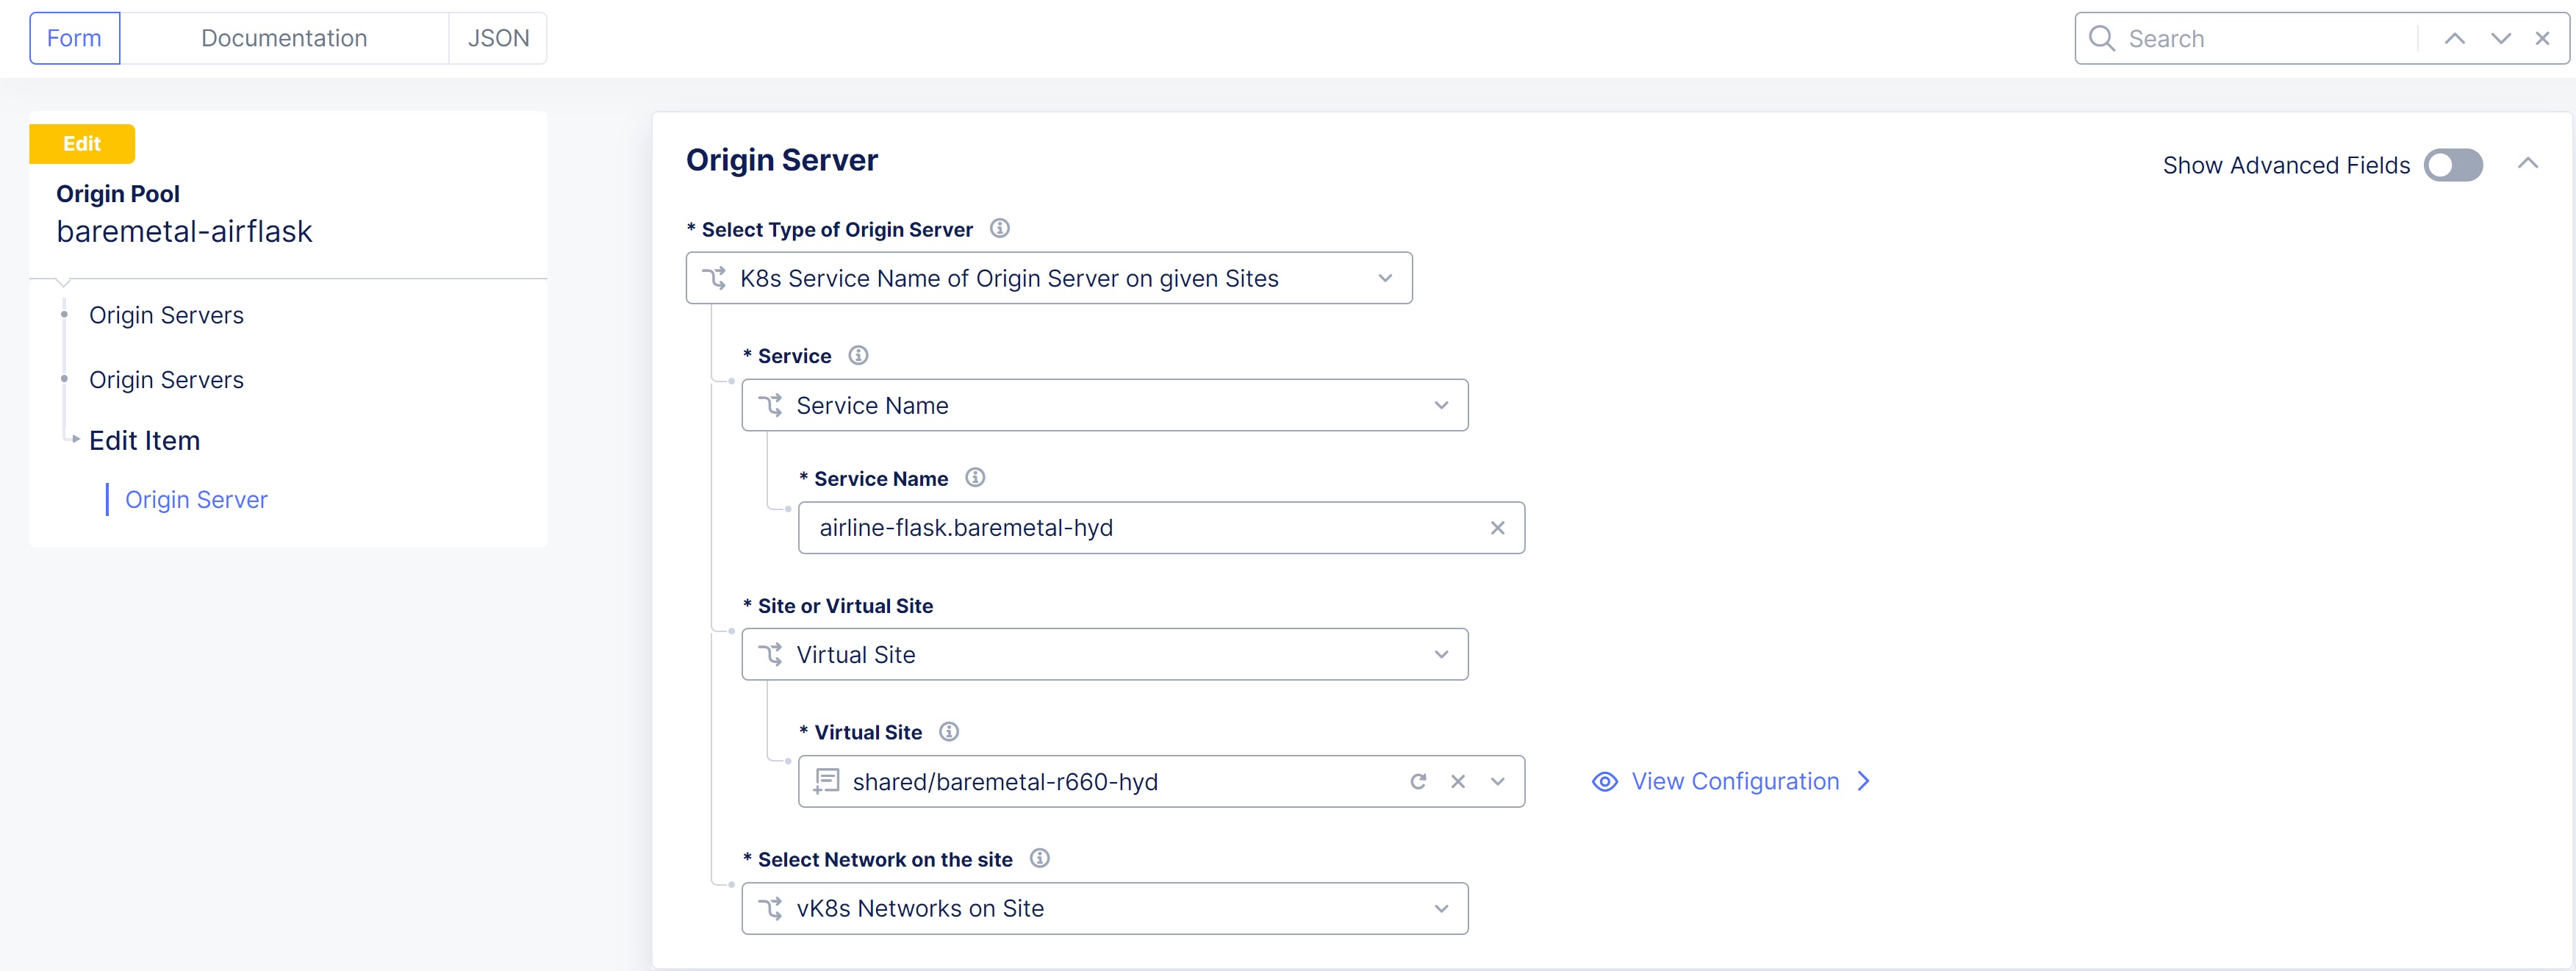 Form
Documentation
JSON
Search
Edit
Origin Pool
baremetal-airflask
Origin Servers
Origin Servers
Edit Item
Origin Server
Origin Server
Show Advanced Fields
* Select Type of Origin Server
K8s Service Name of Origin Server on given Sites
* Service
Service Name
* Service Name
airline-flask.baremetal-hyd
* Site or Virtual Site
Virtual Site
* Virtual Site
shared/baremetal-r660-hyd
View Configuration
* Select Network on the site
vK8s Networks on Site